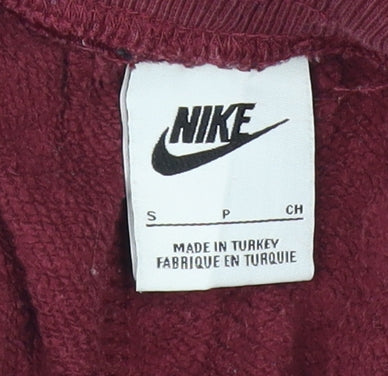 NIKE
S P CH
MADE IN TURKEY
FABRIQUE EN TURQUIE